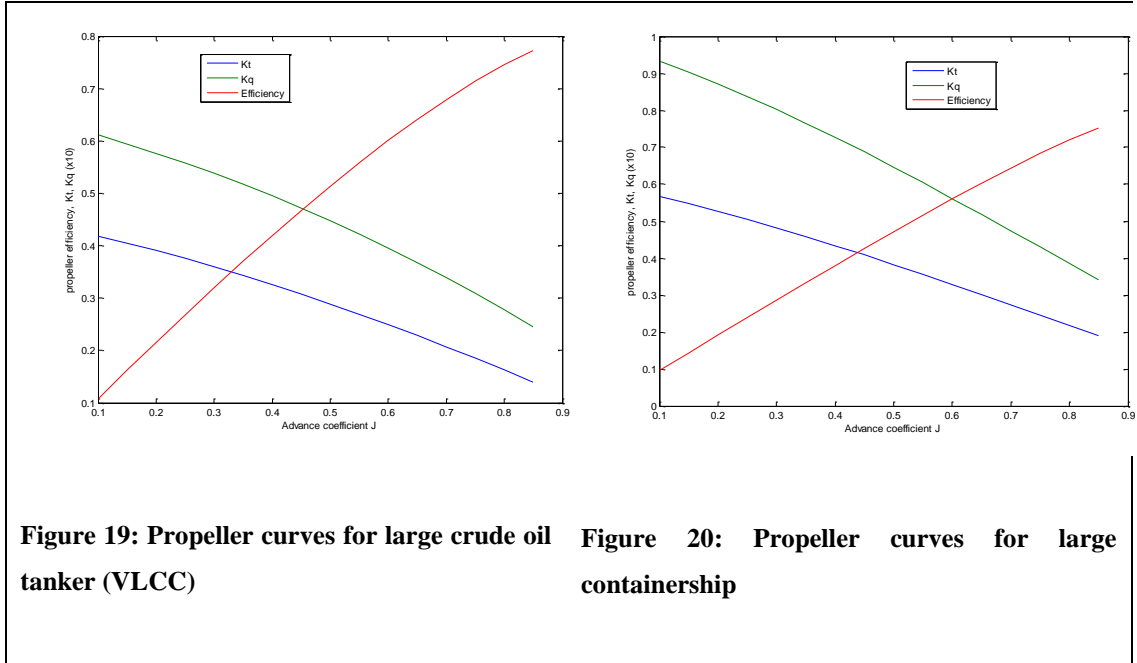 0.8
0.7
0.6
0.5
0.4
0.3
0.2
0.1
propeller efficiency, Kt, Kq (x10)
Kt
Kq
Efficiency
0.1 0.2 0.3 0.4 0.5 0.6 0.7 0.8 0.9
Advance coefficient J
1
0.9
0.8
0.7
0.6
0.5
0.4
0.3
0.2
0.1
0
propeller efficiency, Kt, Kq (x10)
Kt
Kq
Efficiency
0.1 0.2 0.3 0.4 0.5 0.6 0.7 0.8 0.9
Advance coefficient J
Figure 19: Propeller curves for large crude oil
tanker (VLCC)
Figure 20: Propeller curves for large
containership